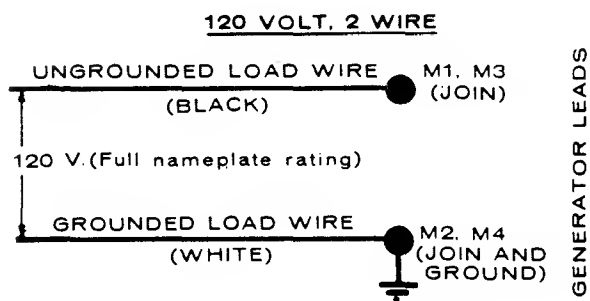 120 VOLT, 2 WIRE
UNGROUNDED LOAD WIRE
(BLACK)
M1, M3
(JOIN)
120 V.(Full nameplate rating)
GROUNDED LOAD WIRE
(WHITE)
M2, M4
(JOIN AND
GROUND)
GENERATOR LEADS